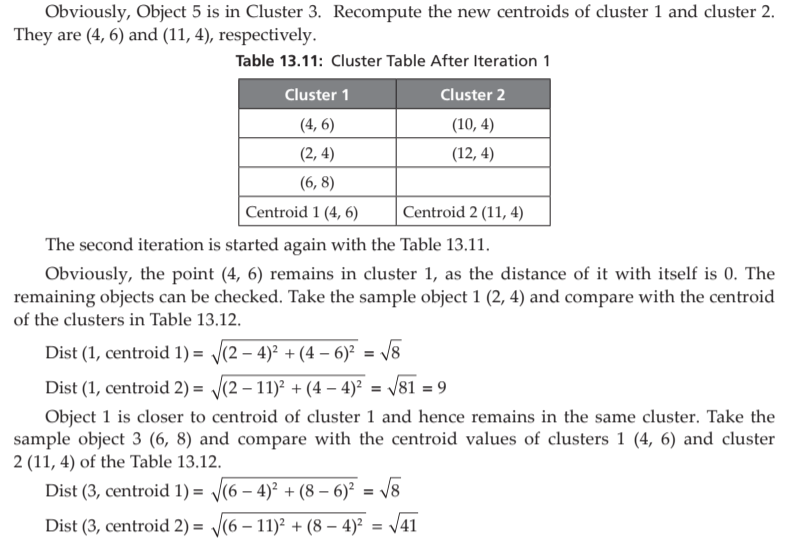 Obviously, Object 5 is in Cluster 3. Recompute the new centroids of cluster 1 and cluster 2.
They are (4, 6) and (11, 4), respectively.
Table 13.11: Cluster Table After Iteration 1
Cluster 1 Cluster 2
(4, 6) (10, 4)
(2, 4) (12, 4)
(6, 8)
Centroid 1 (4, 6) Centroid 2 (11, 4)
The second iteration is started again with the Table 13.11.
Obviously, the point (4, 6) remains in cluster 1, as the distance of it with itself is 0. The
remaining objects can be checked. Take the sample object 1 (2, 4) and compare with the centroid
of the clusters in Table 13.12.
Dist (1, centroid 1) = √(2 – 4)² + (4 – 6)² = √8
Dist (1, centroid 2) = √(2 – 11)² + (4 – 4)² = √81 = 9
Object 1 is closer to centroid of cluster 1 and hence remains in the same cluster. Take the
sample object 3 (6, 8) and compare with the centroid values of clusters 1 (4, 6) and cluster
2 (11, 4) of the Table 13.12.
Dist (3, centroid 1) = √(6 – 4)² + (8 – 6)² = √8
Dist (3, centroid 2) = √(6 – 11)² + (8 – 4)² = √41